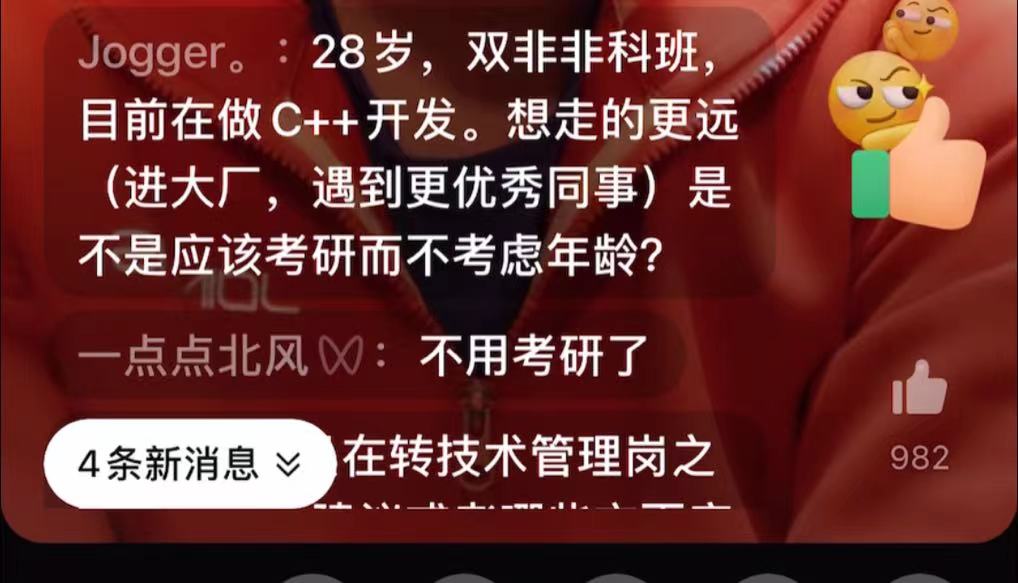 Jogger。：28岁，双非非科班，
目前在做C++开发。想走的更远
（进大厂，遇到更优秀同事）是
不是应该考研而不考虑年龄？
一点点北风：不用考研了
4条新消息
在转技术管理岗之
982